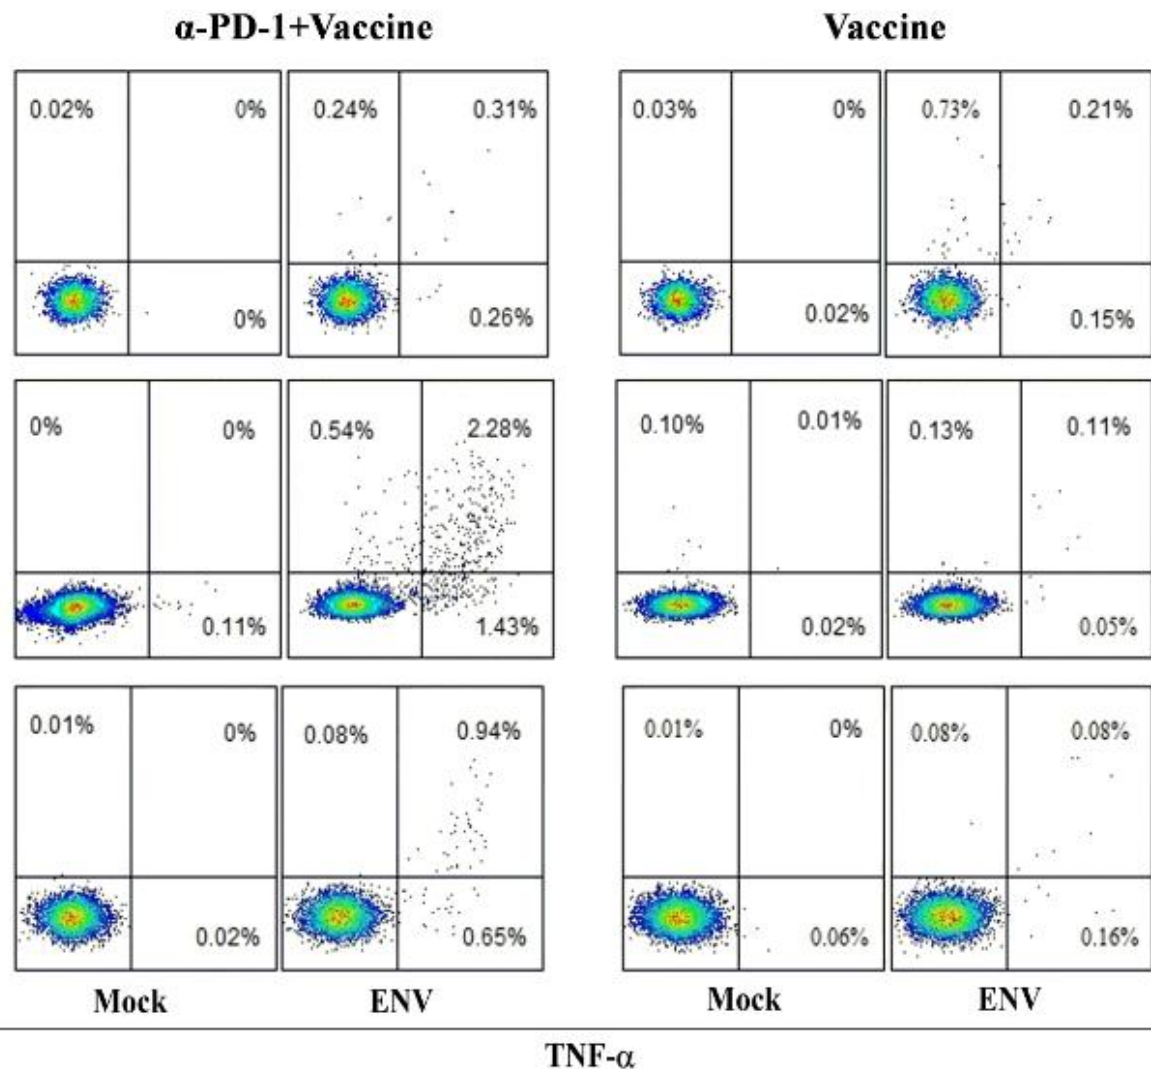 α-PD-1+Vaccine Vaccine
0.02% 0% 0.24% 0.31% 0.03% 0% 0.73% 0.21%
0% 0.26% 0.02% 0.15%
0% 0% 0.54% 2.28% 0.10% 0.01% 0.13% 0.11%
0.11% 1.43% 0.02% 0.05%
0.01% 0% 0.08% 0.94% 0.01% 0% 0.08% 0.08%
0.02% 0.65% 0.06% 0.16%
Mock ENV Mock ENV
TNF-α